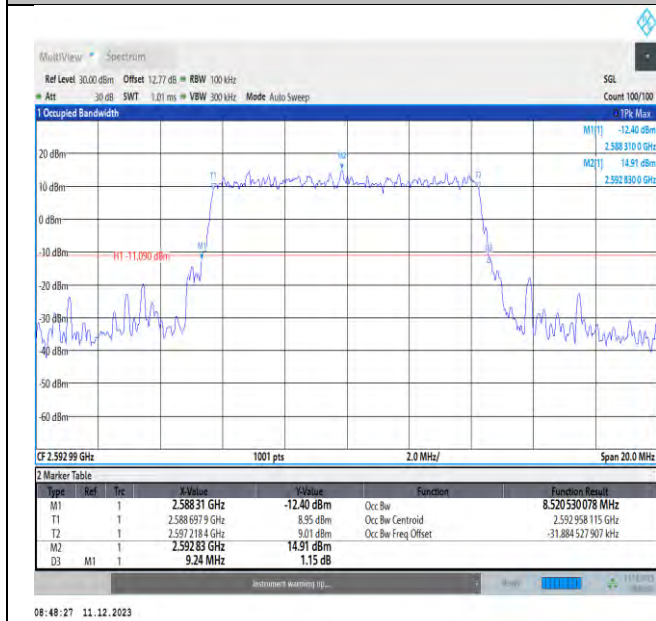 MultiView Spectrum
Ref Level 30.00 dBm Offset 12.77 dB RBW 100 kHz SGL
Att 30 dB SWT 1.01 ms VBW 300 kHz Mode Auto Sweep Count 100/100
1 Occupied Bandwidth 1Pk Max
M1[1] -12.40 dBm
2.588 310 0 GHz
M2[1] 14.91 dBm
2.592 830 0 GHz
20 dBm
M2
T1 T2
10 dBm
0 dBm
M1
-10 dBm H1 -11.090 dBm
-20 dBm
-30 dBm
-40 dBm
-50 dBm
-60 dBm
CF 2.592 99 GHz 1001 pts 2.0 MHz/ Span 20.0 MHz
2 Marker Table
Type Ref Trc X-Value Y-Value Function Function Result
M1 1 2.588 31 GHz -12.40 dBm Occ Bw 8.520 530 078 MHz
T1 1 2.588 697 9 GHz 8.95 dBm Occ Bw Centroid 2.592 958 115 GHz
T2 1 2.597 218 4 GHz 9.01 dBm Occ Bw Freq Offset -31.884 527 907 kHz
M2 1 2.592 83 GHz 14.91 dBm
D3 M1 1 9.24 MHz 1.15 dB
Instrument warming up...
08:48:27 11.12.2023